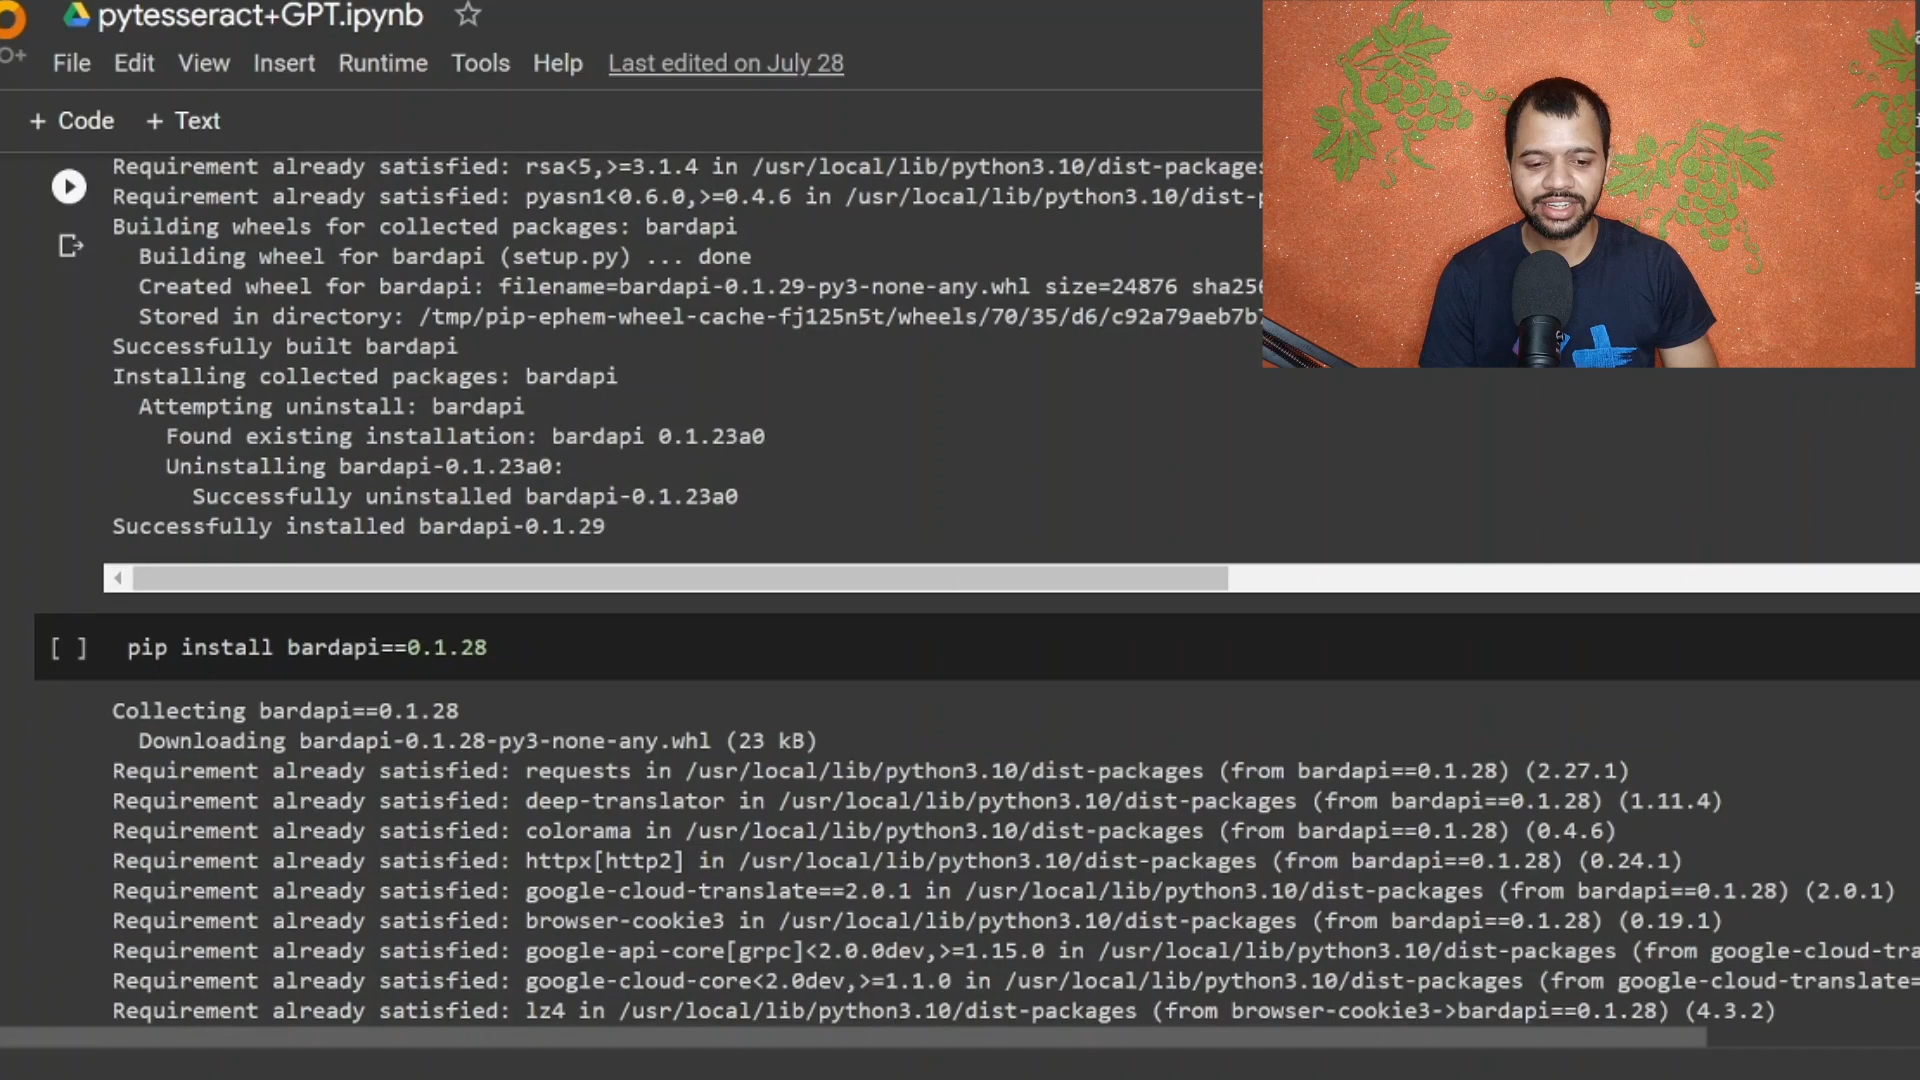 pytesseract+GPT.ipynb
File Edit View Insert Runtime Tools Help Last edited on July 28
+ Code + Text
Requirement already satisfied: rsa<5,>=3.1.4 in /usr/local/lib/python3.10/dist-packages
Requirement already satisfied: pyasn1<0.6.0,>=0.4.6 in /usr/local/lib/python3.10/dist-
Building wheels for collected packages: bardapi
Building wheel for bardapi (setup.py) ... done
Created wheel for bardapi: filename=bardapi-0.1.29-py3-none-any.whl size=24876 sha256
Stored in directory: /tmp/pip-ephem-wheel-cache-fj125n5t/wheels/70/35/d6/c92a79aeb7b
Successfully built bardapi
Installing collected packages: bardapi
Attempting uninstall: bardapi
Found existing installation: bardapi 0.1.23a0
Uninstalling bardapi-0.1.23a0:
Successfully uninstalled bardapi-0.1.23a0
Successfully installed bardapi-0.1.29
[ ] pip install bardapi==0.1.28
Collecting bardapi==0.1.28
Downloading bardapi-0.1.28-py3-none-any.whl (23 kB)
Requirement already satisfied: requests in /usr/local/lib/python3.10/dist-packages (from bardapi==0.1.28) (2.27.1)
Requirement already satisfied: deep-translator in /usr/local/lib/python3.10/dist-packages (from bardapi==0.1.28) (1.11.4)
Requirement already satisfied: colorama in /usr/local/lib/python3.10/dist-packages (from bardapi==0.1.28) (0.4.6)
Requirement already satisfied: httpx[http2] in /usr/local/lib/python3.10/dist-packages (from bardapi==0.1.28) (0.24.1)
Requirement already satisfied: google-cloud-translate==2.0.1 in /usr/local/lib/python3.10/dist-packages (from bardapi==0.1.28) (2.0.1)
Requirement already satisfied: browser-cookie3 in /usr/local/lib/python3.10/dist-packages (from bardapi==0.1.28) (0.19.1)
Requirement already satisfied: google-api-core[grpc]<2.0.0dev,>=1.15.0 in /usr/local/lib/python3.10/dist-packages (from google-cloud-tra
Requirement already satisfied: google-cloud-core<2.0dev,>=1.1.0 in /usr/local/lib/python3.10/dist-packages (from google-cloud-translate=
Requirement already satisfied: lz4 in /usr/local/lib/python3.10/dist-packages (from browser-cookie3->bardapi==0.1.28) (4.3.2)